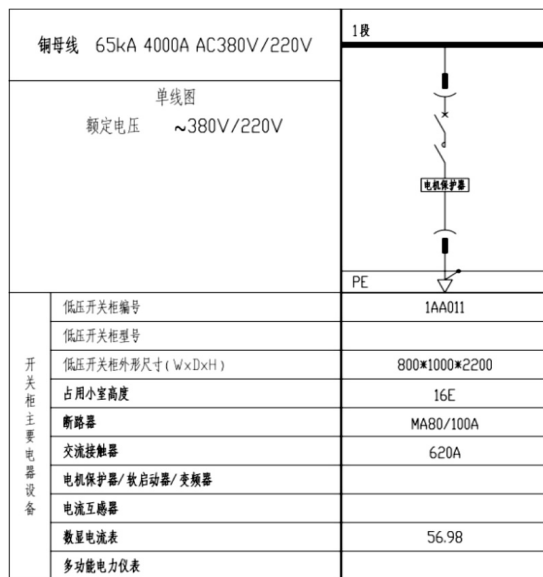 铜母线 65kA 4000A AC380V/220V
1段
单线图
额定电压 ~380V/220V
电机保护器
PE
开关柜主要电器设备
低压开关柜编号 1AA011
低压开关柜型号
低压开关柜外形尺寸(WxDxH) 800*1000*2200
占用小室高度 16E
断路器 MA80/100A
交流接触器 620A
电机保护器/软启动器/变频器
电流互感器
数显电流表 56.98
多功能电力仪表